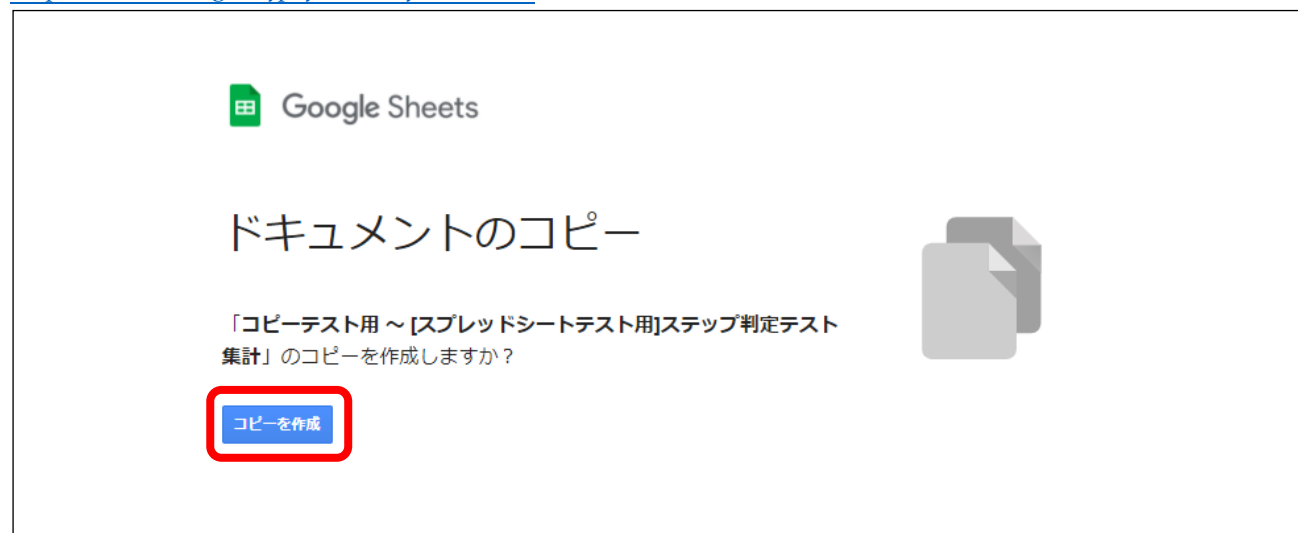 Google Sheets
ドキュメントのコピー
「コピーテスト用 ～ [スプレッドシートテスト用]ステップ判定テスト
集計」のコピーを作成しますか？
コピーを作成